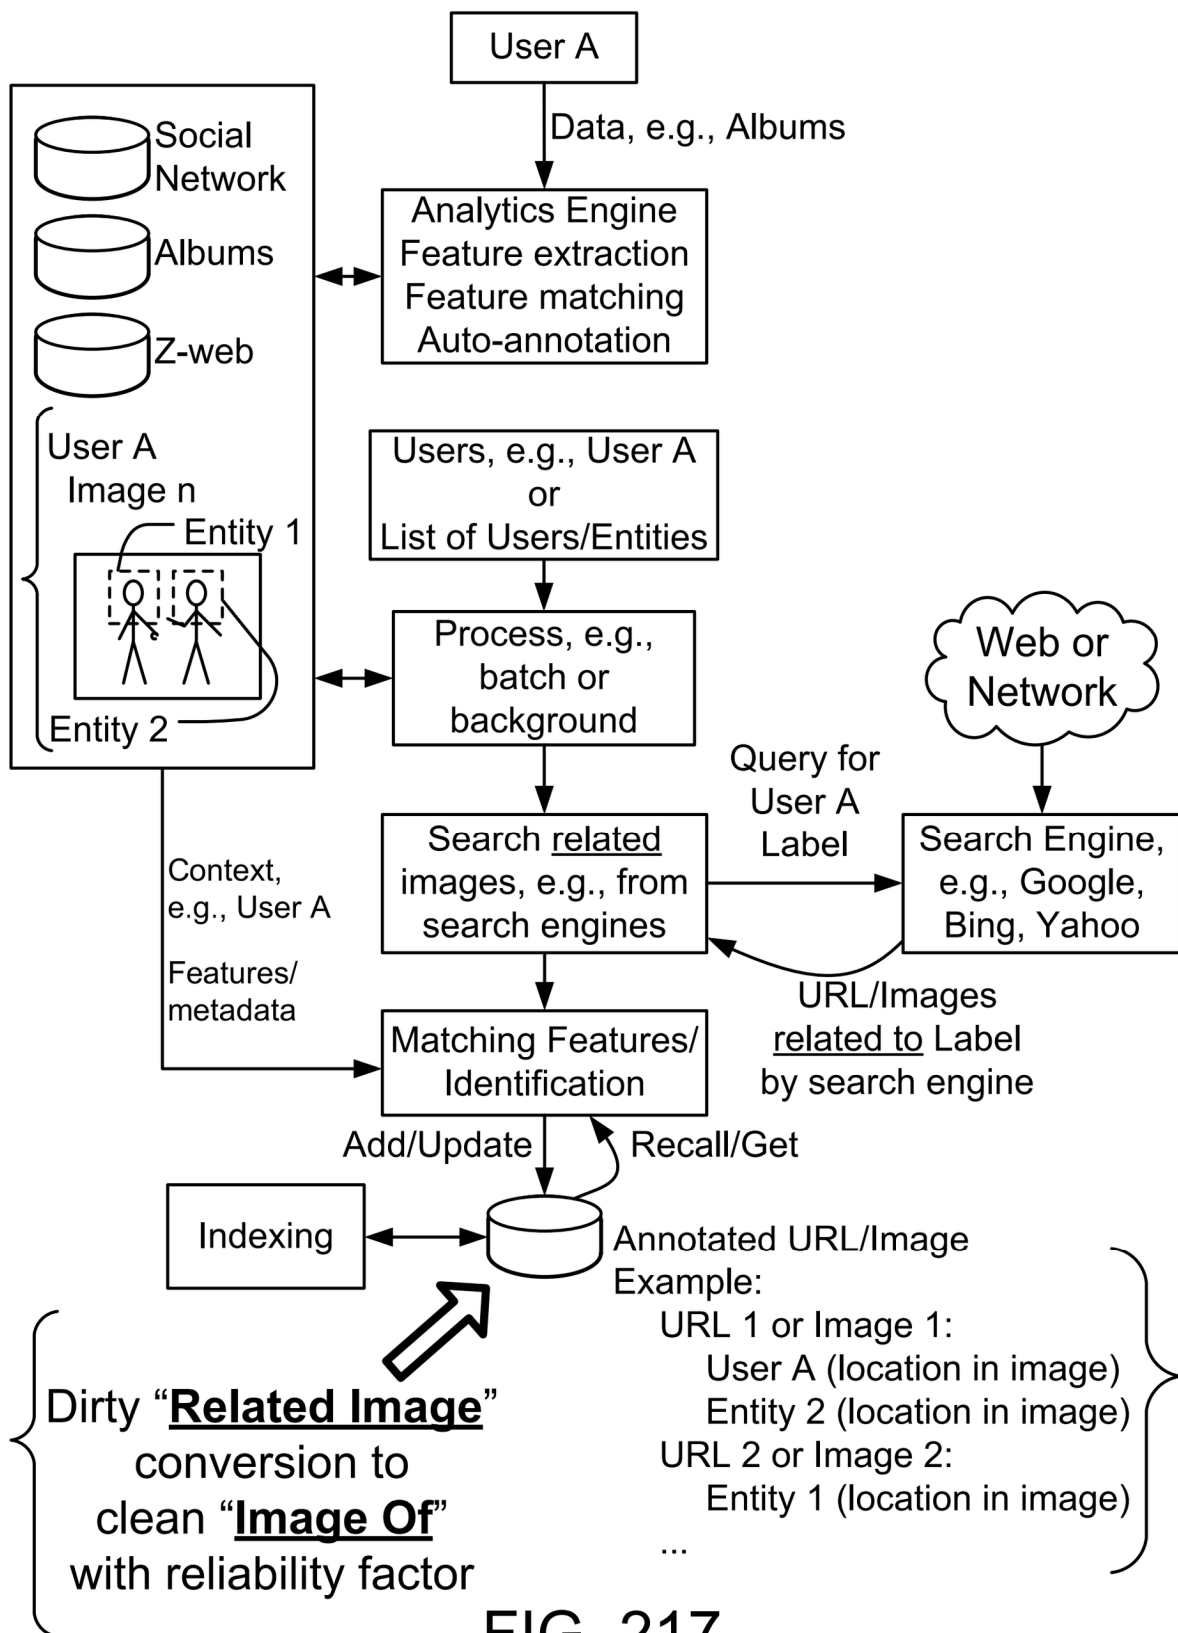 User A
Data, e.g., Albums
Social
Network
Albums
Z-web
Analytics Engine
Feature extraction
Feature matching
Auto-annotation
User A
Image n
Entity 1
Entity 2
Users, e.g., User A
or
List of Users/Entities
Process, e.g.,
batch or
background
Web or
Network
Query for
User A
Label
Search related
images, e.g., from
search engines
Search Engine,
e.g., Google,
Bing, Yahoo
Context,
e.g., User A
Features/
metadata
URL/Images
related to Label
by search engine
Matching Features/
Identification
Add/Update
Recall/Get
Indexing
Annotated URL/Image
Example:
URL 1 or Image 1:
User A (location in image)
Entity 2 (location in image)
URL 2 or Image 2:
Entity 1 (location in image)
...
Dirty “Related Image”
conversion to
clean “Image Of”
with reliability factor
FIG. 217